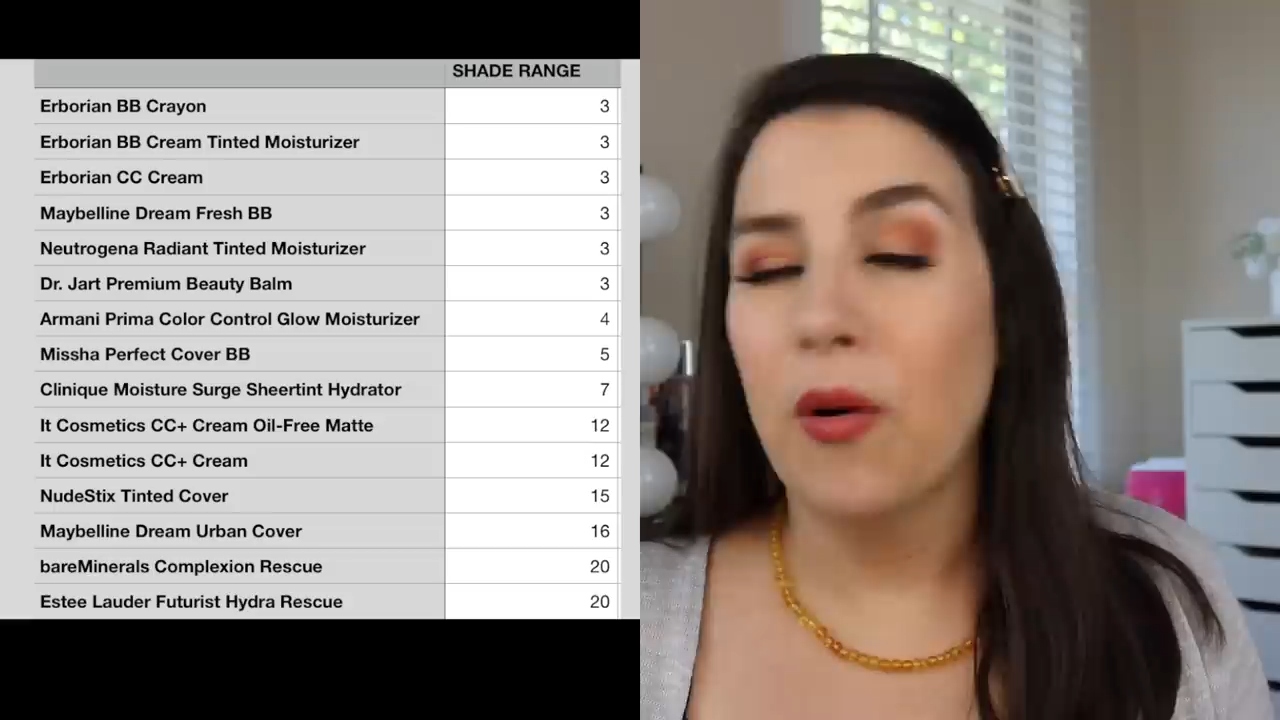 SHADE RANGE
Erborian BB Crayon 3
Erborian BB Cream Tinted Moisturizer 3
Erborian CC Cream 3
Maybelline Dream Fresh BB 3
Neutrogena Radiant Tinted Moisturizer 3
Dr. Jart Premium Beauty Balm 3
Armani Prima Color Control Glow Moisturizer 4
Missha Perfect Cover BB 5
Clinique Moisture Surge Sheertint Hydrator 7
It Cosmetics CC+ Cream Oil-Free Matte 12
It Cosmetics CC+ Cream 12
NudeStix Tinted Cover 15
Maybelline Dream Urban Cover 16
bareMinerals Complexion Rescue 20
Estee Lauder Futurist Hydra Rescue 20